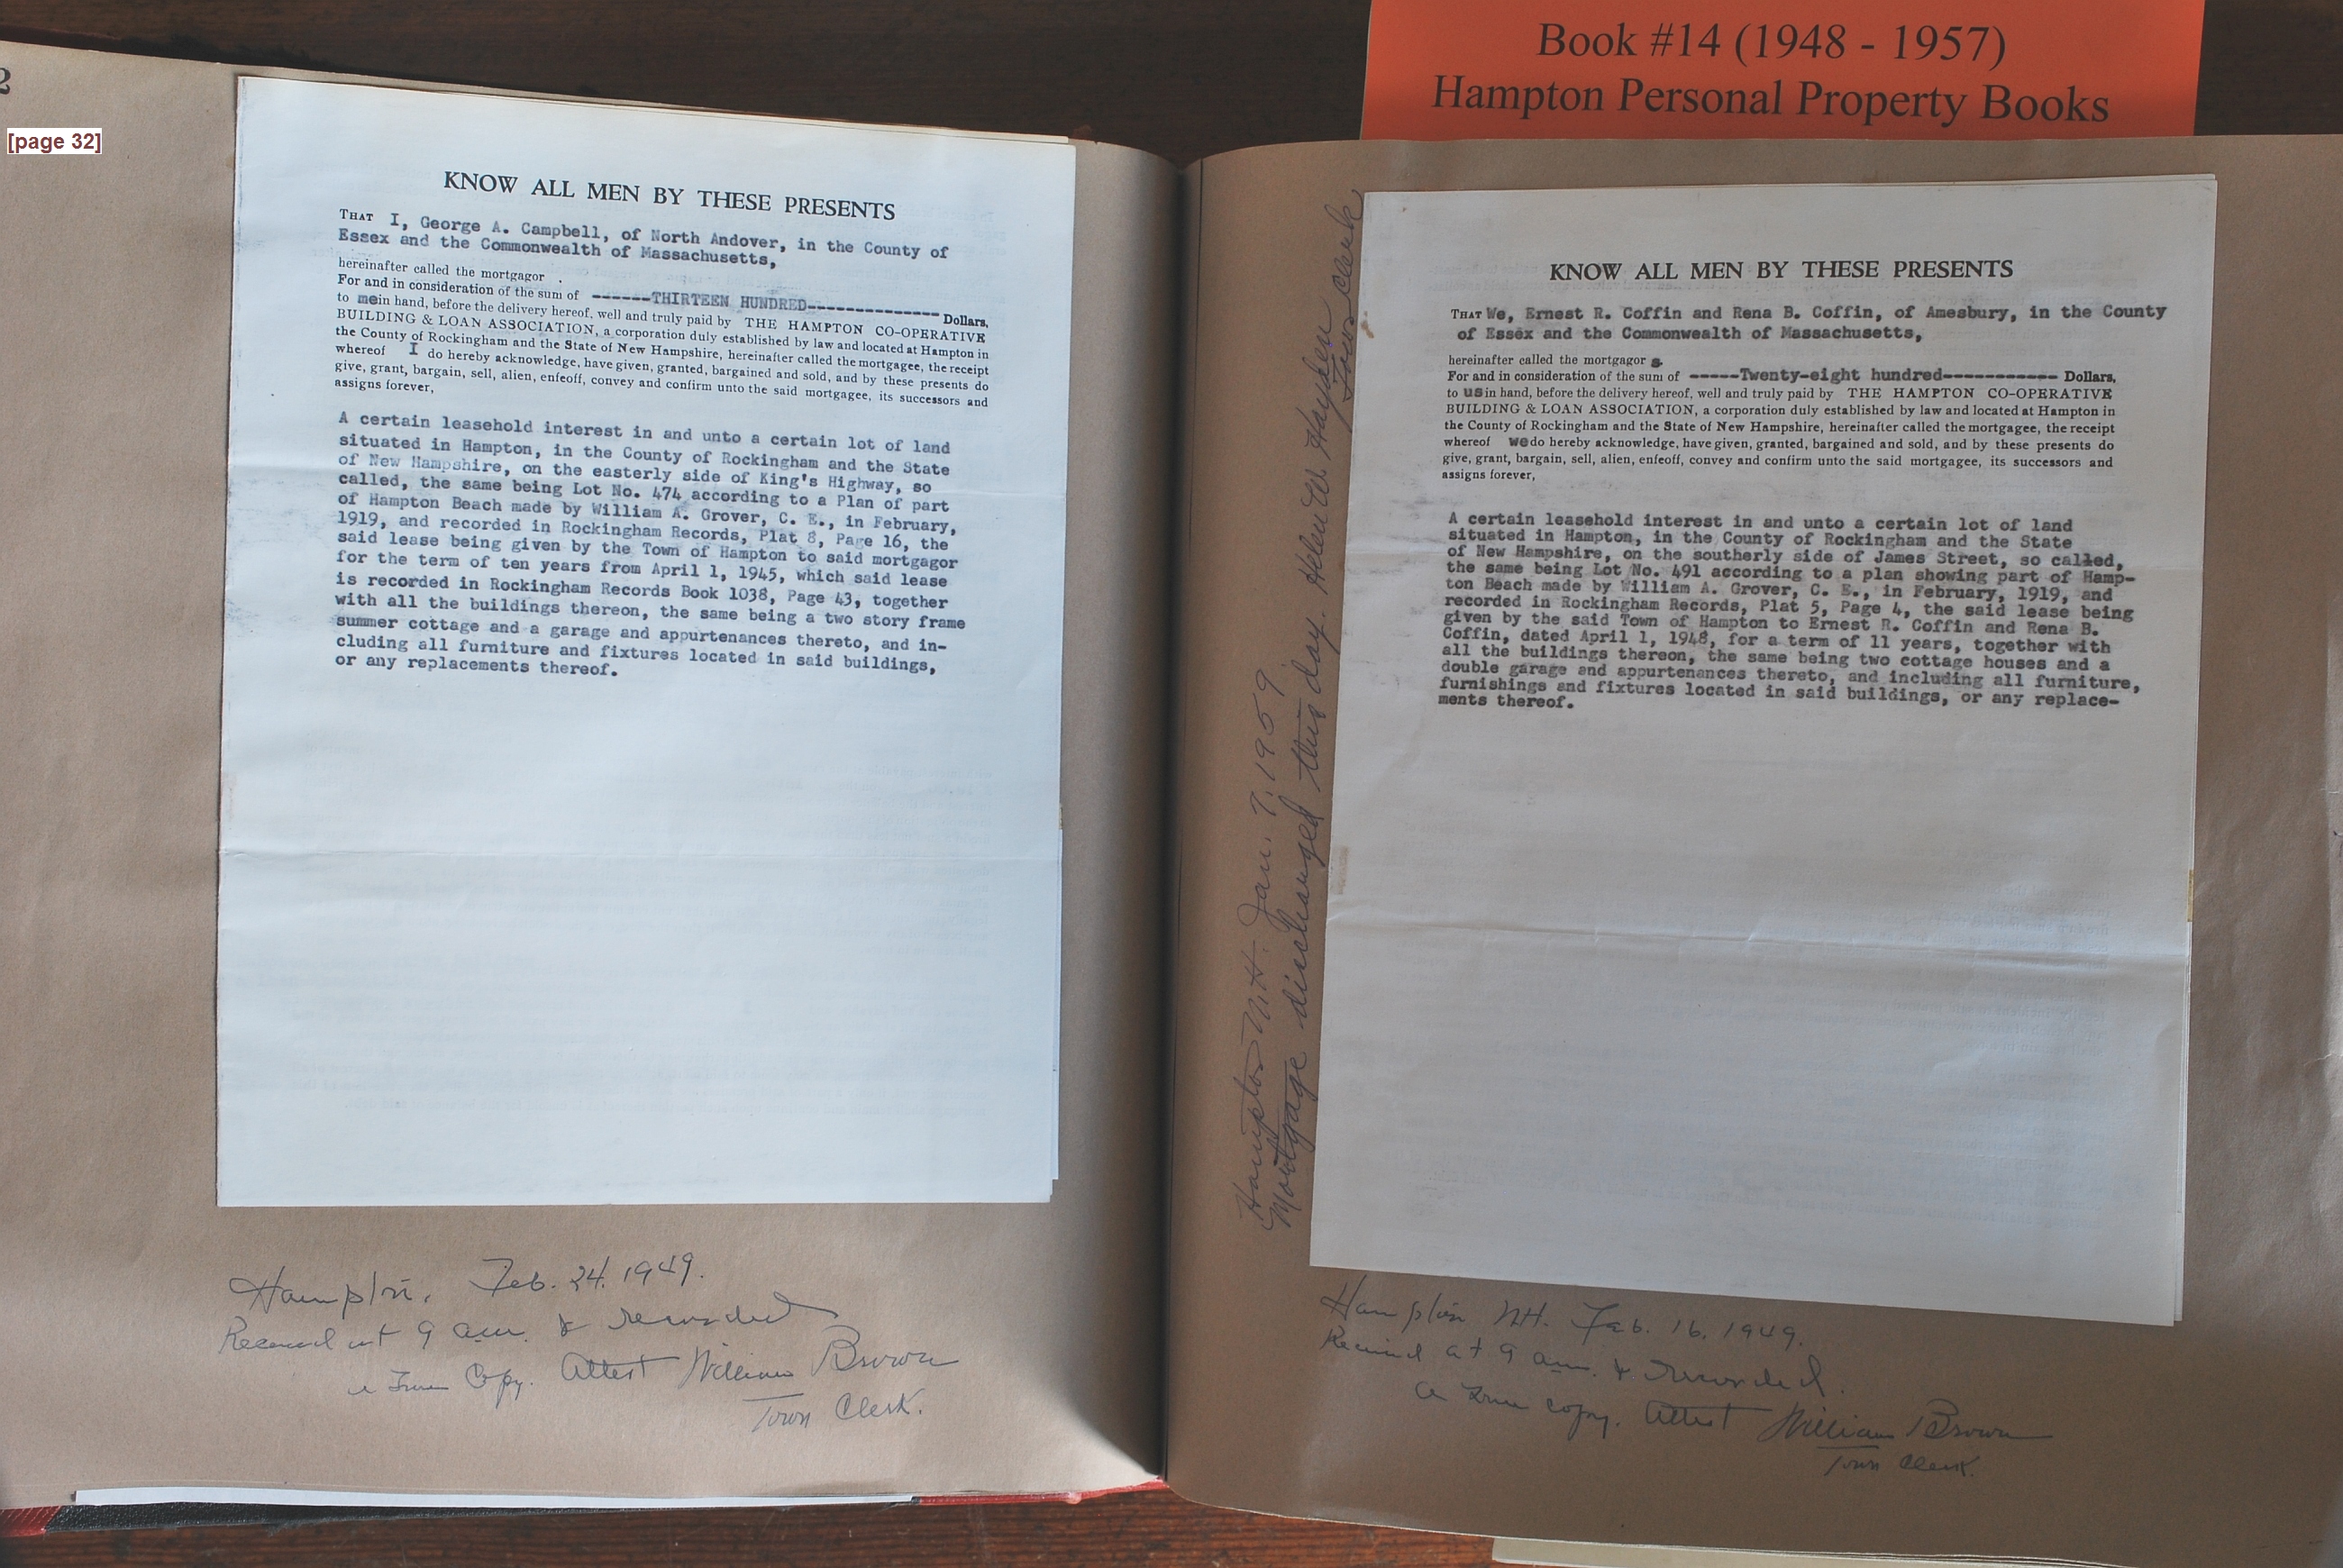 Book #14 (1948 - 1957)
Hampton Personal Property Books
2
[page 32]
KNOW ALL MEN BY THESE PRESENTS
THAT I, George A. Campbell, of North Andover, in the County of
Essex and the Commonwealth of Massachusetts,
hereinafter called the mortgagor .
For and in consideration of the sum of ------THIRTEEN HUNDRED-------------- Dollars,
to me in hand, before the delivery hereof, well and truly paid by THE HAMPTON CO-OPERATIVE
BUILDING & LOAN ASSOCIATION, a corporation duly established by law and located at Hampton in
the County of Rockingham and the State of New Hampshire, hereinafter called the mortgagee, the receipt
whereof I do hereby acknowledge, have given, granted, bargained and sold, and by these presents do
give, grant, bargain, sell, alien, enfeoff, convey and confirm unto the said mortgagee, its successors and
assigns forever,
A certain leasehold interest in and unto a certain lot of land
situated in Hampton, in the County of Rockingham and the State
of New Hampshire, on the easterly side of King's Highway, so
called, the same being Lot No. 474 according to a Plan of part
of Hampton Beach made by William A. Grover, C. E., in February,
1919, and recorded in Rockingham Records, Plat 8, Page 16, the
said lease being given by the Town of Hampton to said mortgagor
for the term of ten years from April 1, 1945, which said lease
is recorded in Rockingham Records Book 1038, Page 43, together
with all the buildings thereon, the same being a two story frame
summer cottage and a garage and appurtenances thereto, and in-
cluding all furniture and fixtures located in said buildings,
or any replacements thereof.
Hampton, Feb. 24. 1949.
Received at 9 a.m. & recorded
a True Copy. Attest William Brown
Town Clerk.
Hampton N.H. Jan. 7. 1959
Mortgage discharged this day. Helen W. Hayden
Town Clerk
KNOW ALL MEN BY THESE PRESENTS
THAT We, Ernest R. Coffin and Rena B. Coffin, of Amesbury, in the County
of Essex and the Commonwealth of Massachusetts,
hereinafter called the mortgagor s.
For and in consideration of the sum of -----Twenty-eight hundred----------- Dollars,
to us in hand, before the delivery hereof, well and truly paid by THE HAMPTON CO-OPERATIVE
BUILDING & LOAN ASSOCIATION, a corporation duly established by law and located at Hampton in
the County of Rockingham and the State of New Hampshire, hereinafter called the mortgagee, the receipt
whereof we do hereby acknowledge, have given, granted, bargained and sold, and by these presents do
give, grant, bargain, sell, alien, enfeoff, convey and confirm unto the said mortgagee, its successors and
assigns forever,
A certain leasehold interest in and unto a certain lot of land
situated in Hampton, in the County of Rockingham and the State
of New Hampshire, on the southerly side of James Street, so called,
the same being Lot No. 491 according to a plan showing part of Hamp-
ton Beach made by William A. Grover, C. E., in February, 1919, and
recorded in Rockingham Records, Plat 5, Page 4, the said lease being
given by the said Town of Hampton to Ernest R. Coffin and Rena B.
Coffin, dated April 1, 1948, for a term of 11 years, together with
all the buildings thereon, the same being two cottage houses and a
double garage and appurtenances thereto, and including all furniture,
furnishings and fixtures located in said buildings, or any replace-
ments thereof.
Hampton NH. Feb. 16. 1949.
Received at 9 a.m. & recorded.
a True copy. Attest William Brown
Town Clerk.